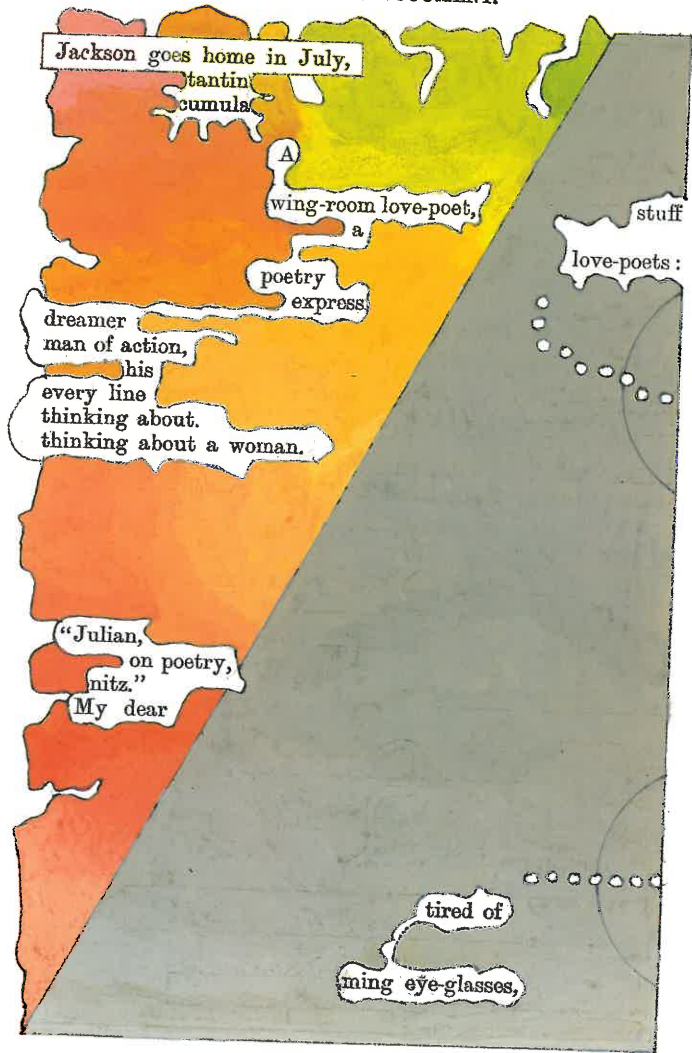 Jackson goes home in July,
tantin
cumula
A
wing-room love-poet,
a
stuff
love-poets:
poetry
express
dreamer
man of action,
his
every line
thinking about.
thinking about a woman.
"Julian,
on poetry,
nitz."
My dear
tired of
ming eye-glasses,